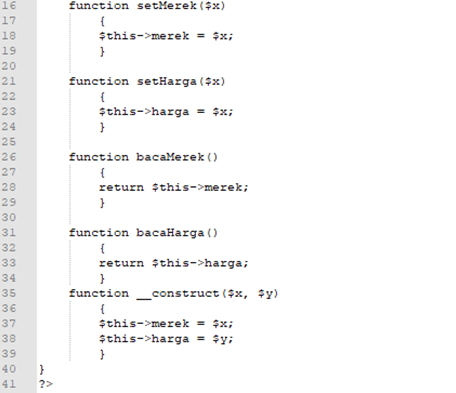 16 function setMerek($x)
17 {
18 $this->merek = $x;
19 }
20
21 function setHarga($x)
22 {
23 $this->harga = $x;
24 }
25
26 function bacaMerek()
27 {
28 return $this->merek;
29 }
30
31 function bacaHarga()
32 {
33 return $this->harga;
34 }
35 function __construct($x, $y)
36 {
37 $this->merek = $x;
38 $this->harga = $y;
39 }
40 }
41 ?>